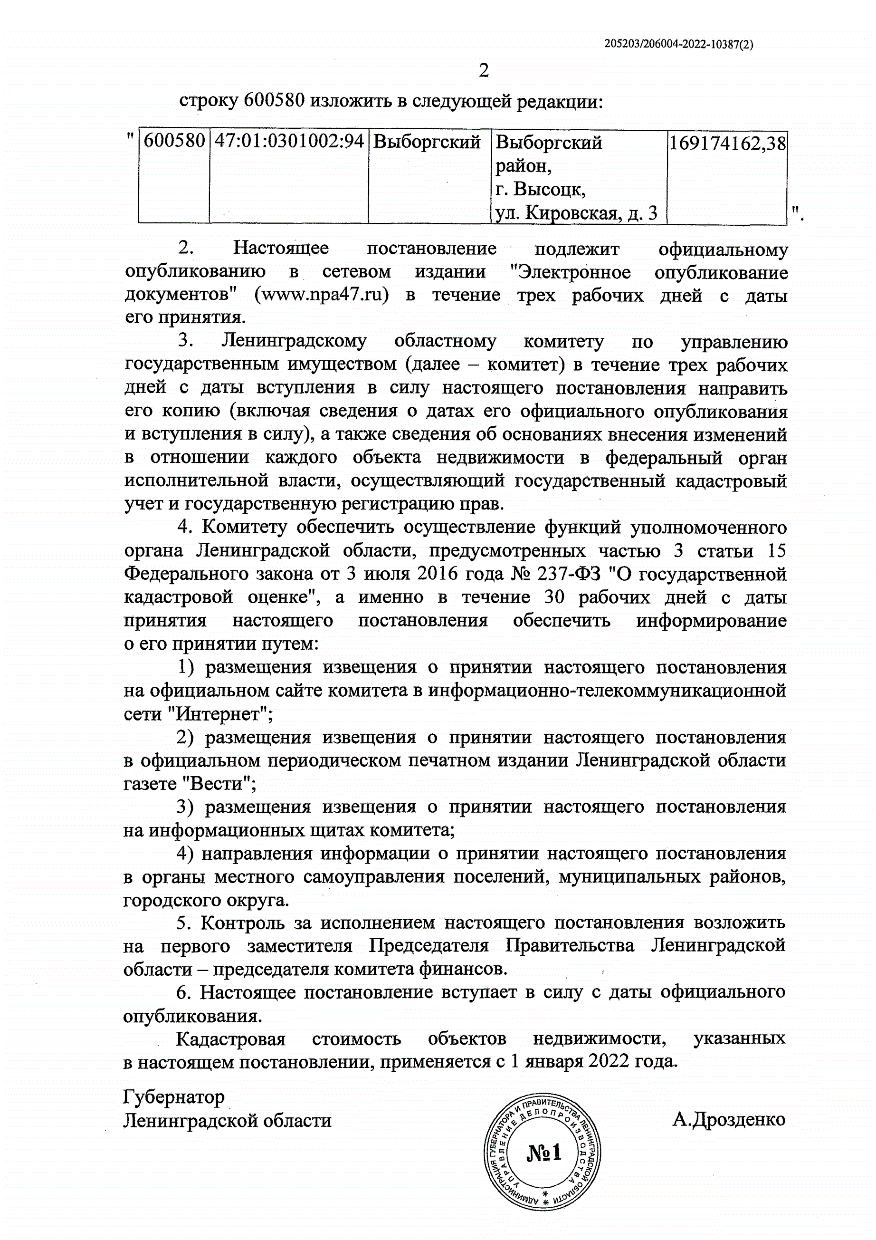 205203/206004-2022-10387(2)
2
строку 600580 изложить в следующей редакции:
" 600580 47:01:0301002:94 Выборгский Выборгский 169174162,38
район,
г. Высоцк,
ул. Кировская, д. 3 ".
2. Настоящее постановление подлежит официальному
опубликованию в сетевом издании "Электронное опубликование
документов" (www.npa47.ru) в течение трех рабочих дней с даты
его принятия.
3. Ленинградскому областному комитету по управлению
государственным имуществом (далее – комитет) в течение трех рабочих
дней с даты вступления в силу настоящего постановления направить
его копию (включая сведения о датах его официального опубликования
и вступления в силу), а также сведения об основаниях внесения изменений
в отношении каждого объекта недвижимости в федеральный орган
исполнительной власти, осуществляющий государственный кадастровый
учет и государственную регистрацию прав.
4. Комитету обеспечить осуществление функций уполномоченного
органа Ленинградской области, предусмотренных частью 3 статьи 15
Федерального закона от 3 июля 2016 года № 237-ФЗ "О государственной
кадастровой оценке", а именно в течение 30 рабочих дней с даты
принятия настоящего постановления обеспечить информирование
о его принятии путем:
1) размещения извещения о принятии настоящего постановления
на официальном сайте комитета в информационно-телекоммуникационной
сети "Интернет";
2) размещения извещения о принятии настоящего постановления
в официальном периодическом печатном издании Ленинградской области
газете "Вести";
3) размещения извещения о принятии настоящего постановления
на информационных щитах комитета;
4) направления информации о принятии настоящего постановления
в органы местного самоуправления поселений, муниципальных районов,
городского округа.
5. Контроль за исполнением настоящего постановления возложить
на первого заместителя Председателя Правительства Ленинградской
области – председателя комитета финансов.
6. Настоящее постановление вступает в силу с даты официального
опубликования.
Кадастровая стоимость объектов недвижимости, указанных
в настоящем постановлении, применяется с 1 января 2022 года.
Губернатор
Ленинградской области А.Дрозденко
АДМИНИСТРАЦИЯ ГУБЕРНАТОРА И ПРАВИТЕЛЬСТВА ЛЕНИНГРАДСКОЙ ОБЛАСТИ *
УПРАВЛЕНИЕ ДЕЛОПРОИЗВОДСТВА *
№1